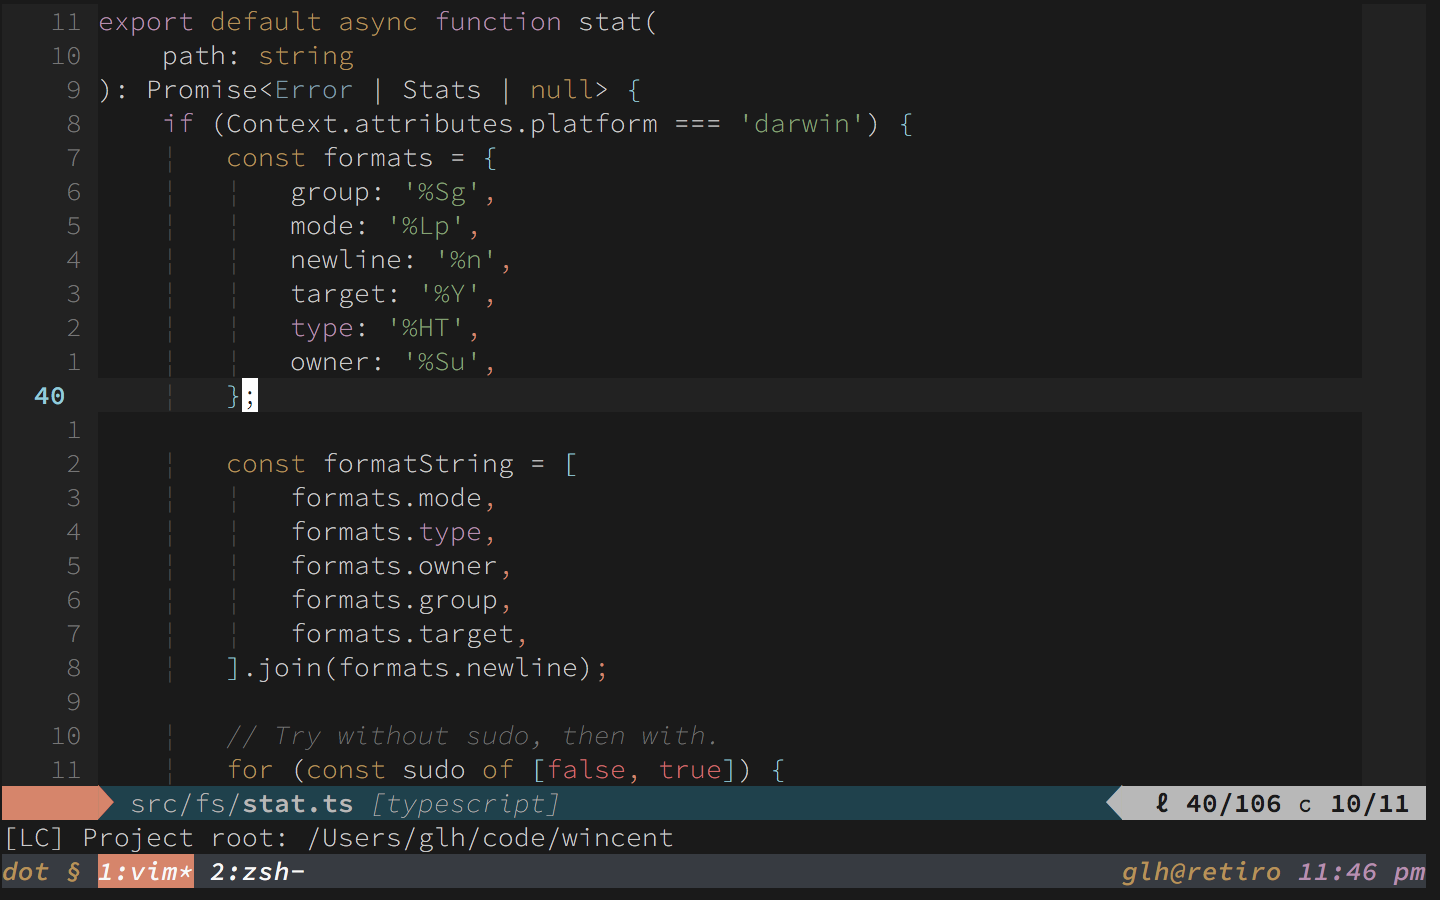 11 export default async function stat(
10     path: string
9 ): Promise<Error | Stats | null> {
8     if (Context.attributes.platform === 'darwin') {
7     ¦   const formats = {
6     ¦   ¦   group: '%Sg',
5     ¦   ¦   mode: '%Lp',
4     ¦   ¦   newline: '%n',
3     ¦   ¦   target: '%Y',
2     ¦   ¦   type: '%HT',
1     ¦   ¦   owner: '%Su',
40     ¦   };
1
2     ¦   const formatString = [
3     ¦   ¦   formats.mode,
4     ¦   ¦   formats.type,
5     ¦   ¦   formats.owner,
6     ¦   ¦   formats.group,
7     ¦   ¦   formats.target,
8     ¦   ].join(formats.newline);
9
10     ¦   // Try without sudo, then with.
11     ¦   for (const sudo of [false, true]) {
src/fs/stat.ts [typescript] ℓ 40/106 c 10/11
[LC] Project root: /Users/glh/code/wincent
dot § 1:vim* 2:zsh- glh@retiro 11:46 pm